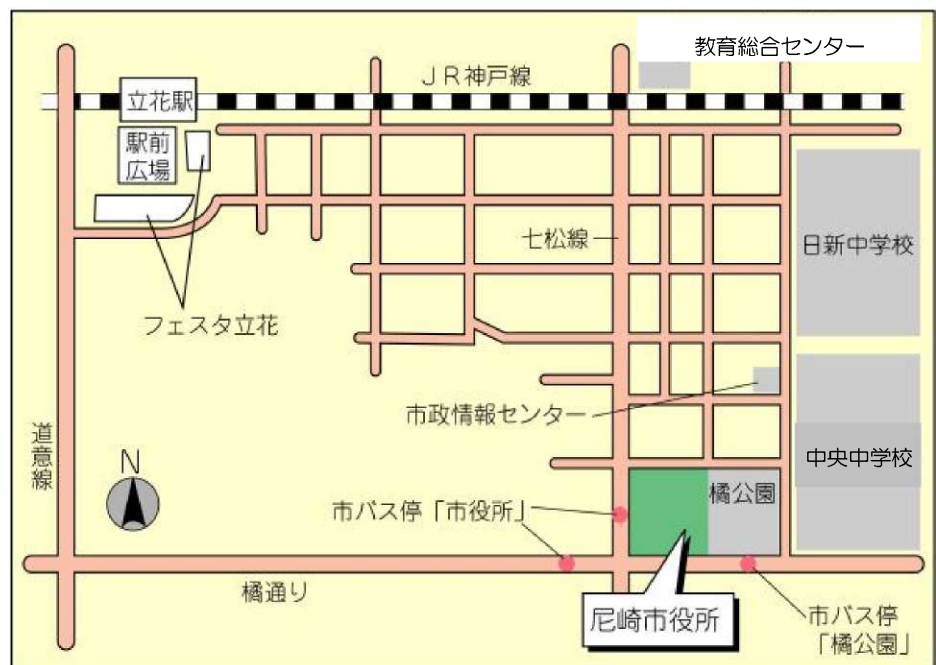 教育総合センター
JR神戸線
立花駅
駅前
広場
七松線
日新中学校
フェスタ立花
市政情報センター
道意線
N
中央中学校
橘公園
市バス停「市役所」
橘通り
尼崎市役所
市バス停
「橘公園」